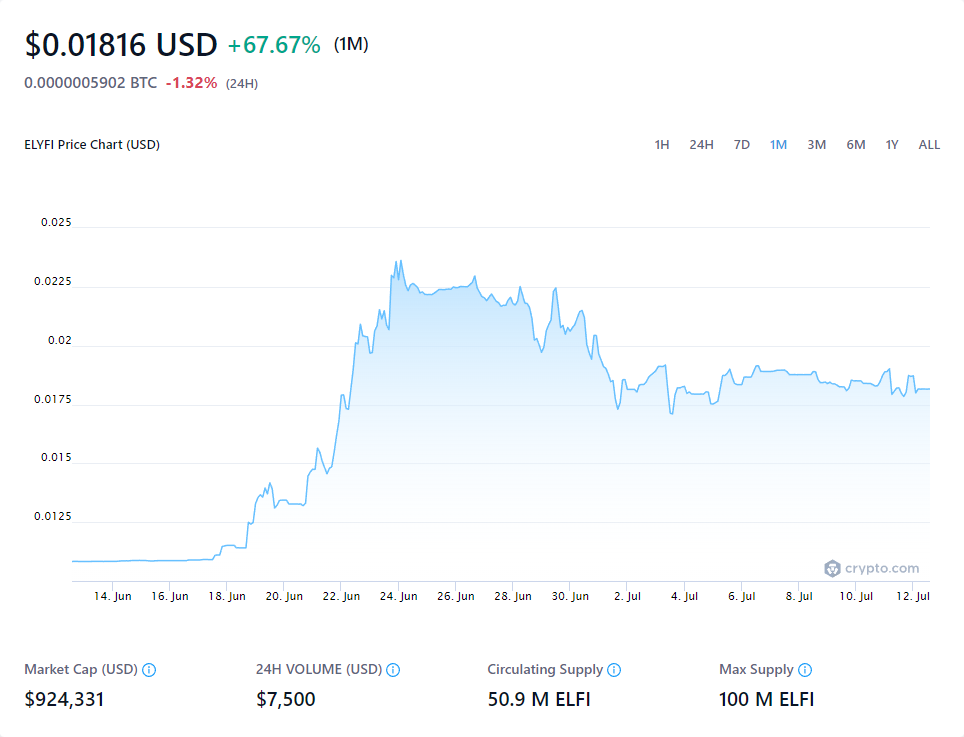 $0.01816 USD +67.67% (1M)
0.0000005902 BTC -1.32% (24H)
ELYFI Price Chart (USD) 1H 24H 7D 1M 3M 6M 1Y ALL
0.025
0.0225
0.02
0.0175
0.015
0.0125
crypto.com
14. Jun 16. Jun 18. Jun 20. Jun 22. Jun 24. Jun 26. Jun 28. Jun 30. Jun 2. Jul 4. Jul 6. Jul 8. Jul 10. Jul 12. Jul
Market Cap (USD) 24H VOLUME (USD) Circulating Supply Max Supply
$924,331 $7,500 50.9 M ELFI 100 M ELFI